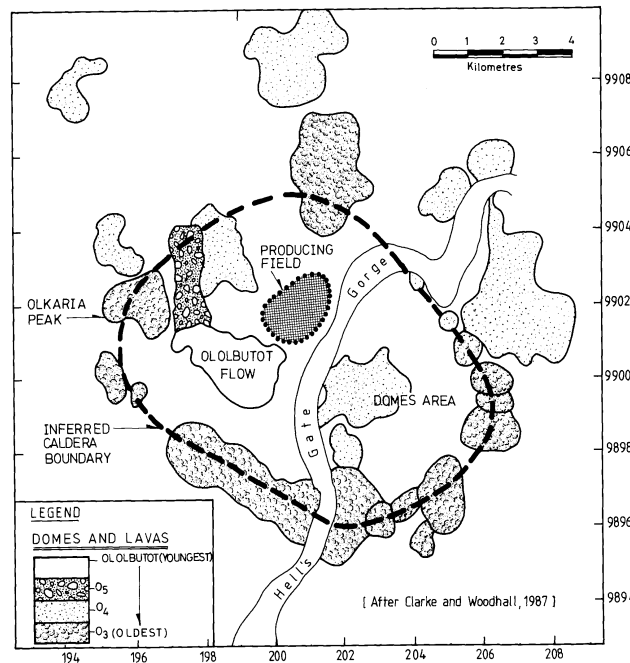 0 1 2 3 4
Kilometres
9908
9906
9904
9902
9900
9898
9896
989
PRODUCING
FIELD
Gorge
OLKARIA
PEAK
OLOLBUTOT
FLOW
DOMES AREA
Gate
INFERRED
CALDERA
BOUNDARY
Hell's
LEGEND
DOMES AND LAVAS
OLOLBUTOT(YOUNGEST)
O5
O4
O3 (OLDEST)
[ After Clarke and Woodhall, 1987 ]
194 196 198 200 202 204 206 208